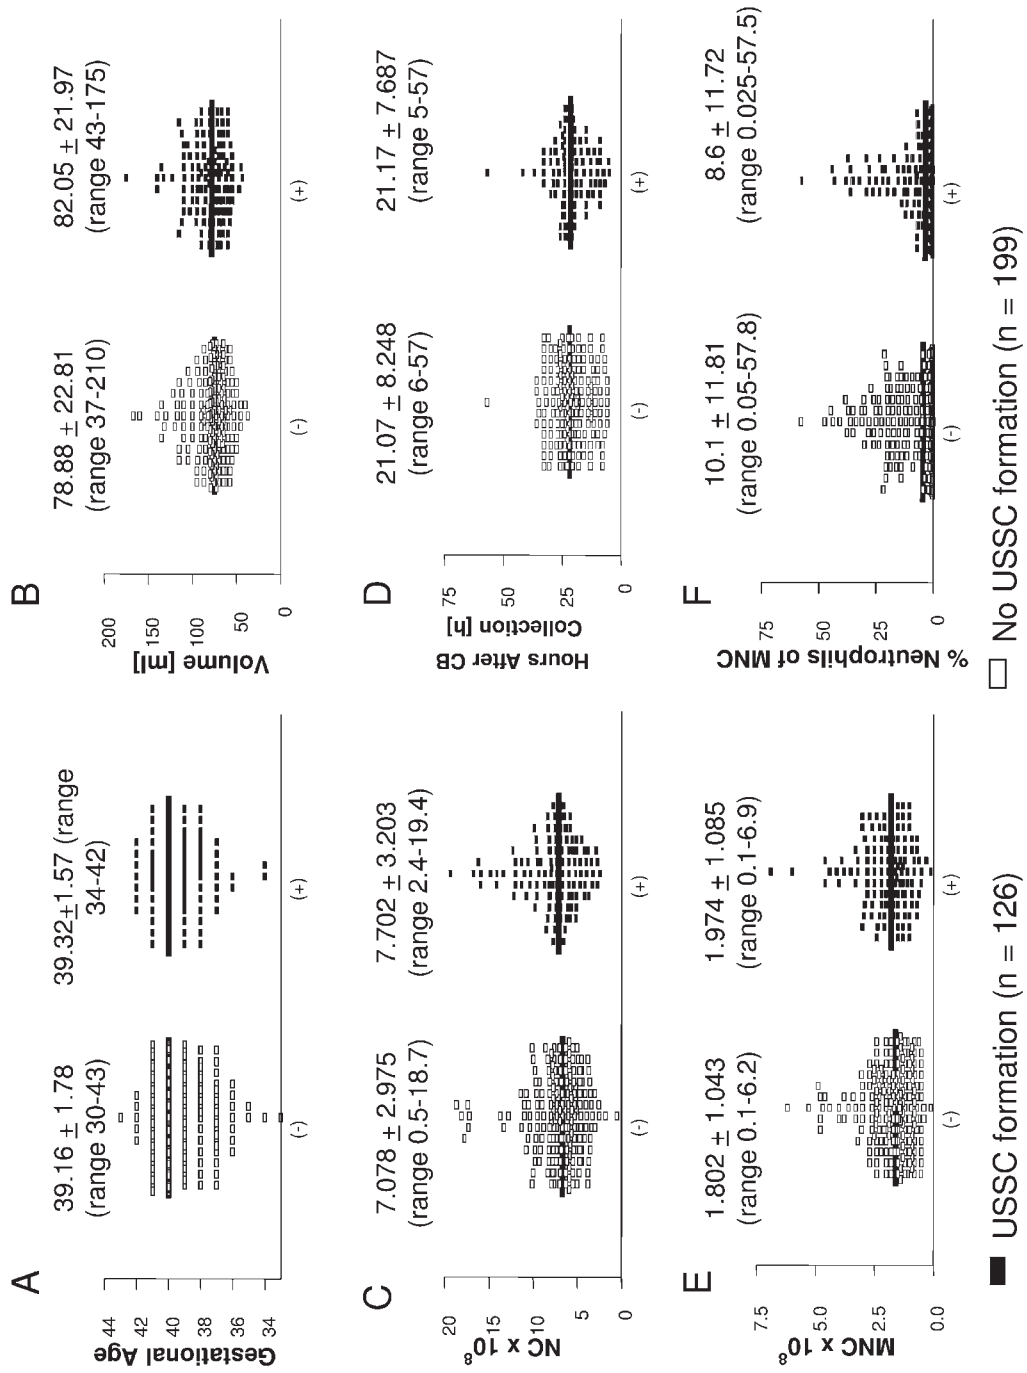 A
39.16 ± 1.78
(range 30-43)
39.32±1.57 (range
34-42)
Gestational Age
44
42
40
38
36
34
(-)
(+)
B
78.88 ± 22.81
(range 37-210)
82.05 ± 21.97
(range 43-175)
Volume [ml]
200
150
100
50
0
(-)
(+)
C
7.078 ± 2.975
(range 0.5-18.7)
7.702 ± 3.203
(range 2.4-19.4)
NC x 10⁸
20
15
10
5
0
(-)
(+)
D
21.07 ± 8.248
(range 6-57)
21.17 ± 7.687
(range 5-57)
Hours After CB
Collection [h]
75
50
25
0
(-)
(+)
E
1.802 ± 1.043
(range 0.1-6.2)
1.974 ± 1.085
(range 0.1-6.9)
MNC x 10⁸
7.5
5.0
2.5
0.0
(-)
(+)
F
10.1 ± 11.81
(range 0.05-57.8)
8.6 ± 11.72
(range 0.025-57.5)
% Neutrophils of MNC
75
50
25
0
(-)
(+)
USSC formation (n = 126)
No USSC formation (n = 199)